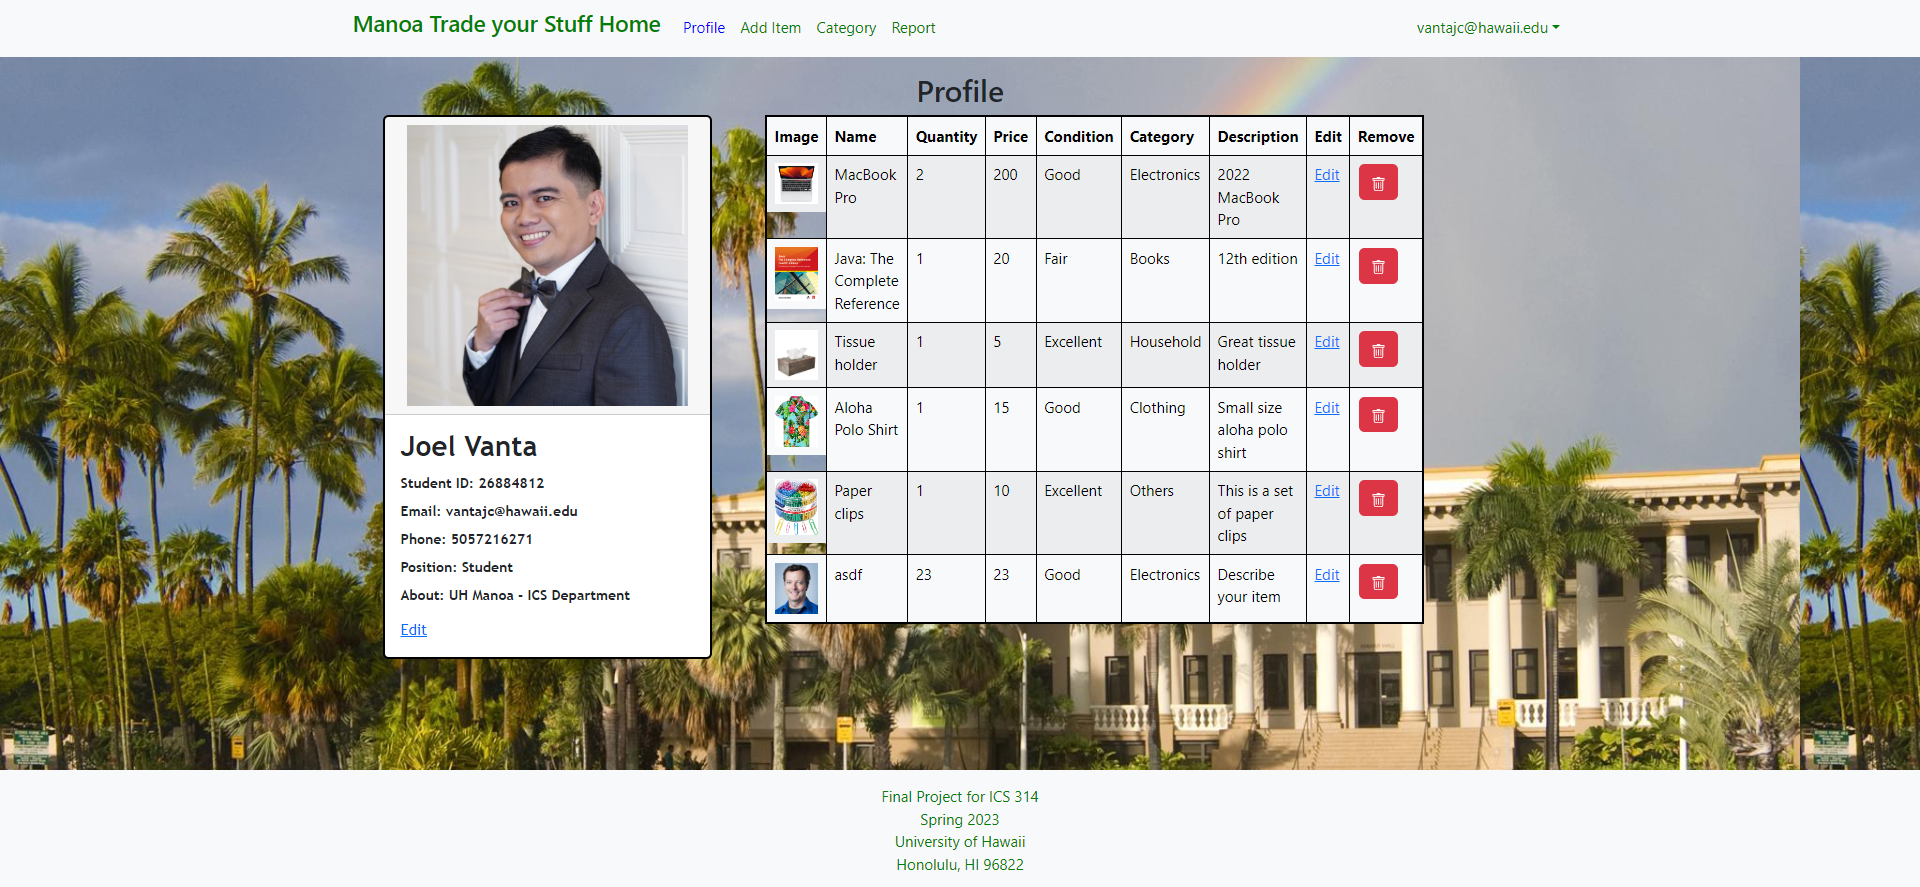 Manoa Trade your Stuff Home Profile Add Item Category Report vantajc@hawaii.edu
Profile
Joel Vanta
Student ID: 26884812
Email: vantajc@hawaii.edu
Phone: 5057216271
Position: Student
About: UH Manoa - ICS Department
Edit
Image Name Quantity Price Condition Category Description Edit Remove
MacBook 2 200 Good Electronics 2022 Edit
Pro MacBook
Pro
Java: The 1 20 Fair Books 12th edition Edit
Complete
Reference
Tissue 1 5 Excellent Household Great tissue Edit
holder holder
Aloha 1 15 Good Clothing Small size Edit
Polo Shirt aloha polo
shirt
Paper 1 10 Excellent Others This is a set Edit
clips of paper
clips
asdf 23 23 Good Electronics Describe Edit
your item
Final Project for ICS 314
Spring 2023
University of Hawaii
Honolulu, HI 96822